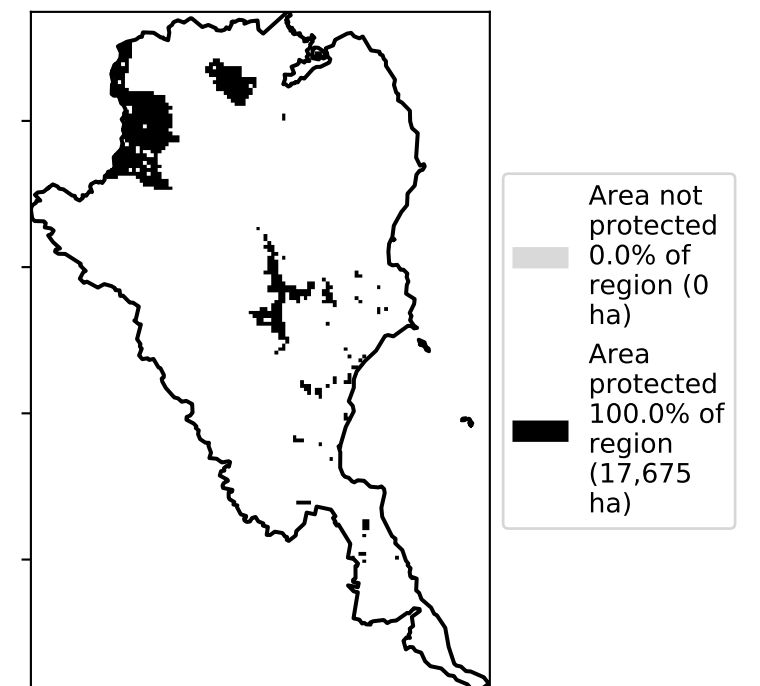 Area not
protected
0.0% of
region (0
ha)
Area
protected
100.0% of
region
(17,675
ha)